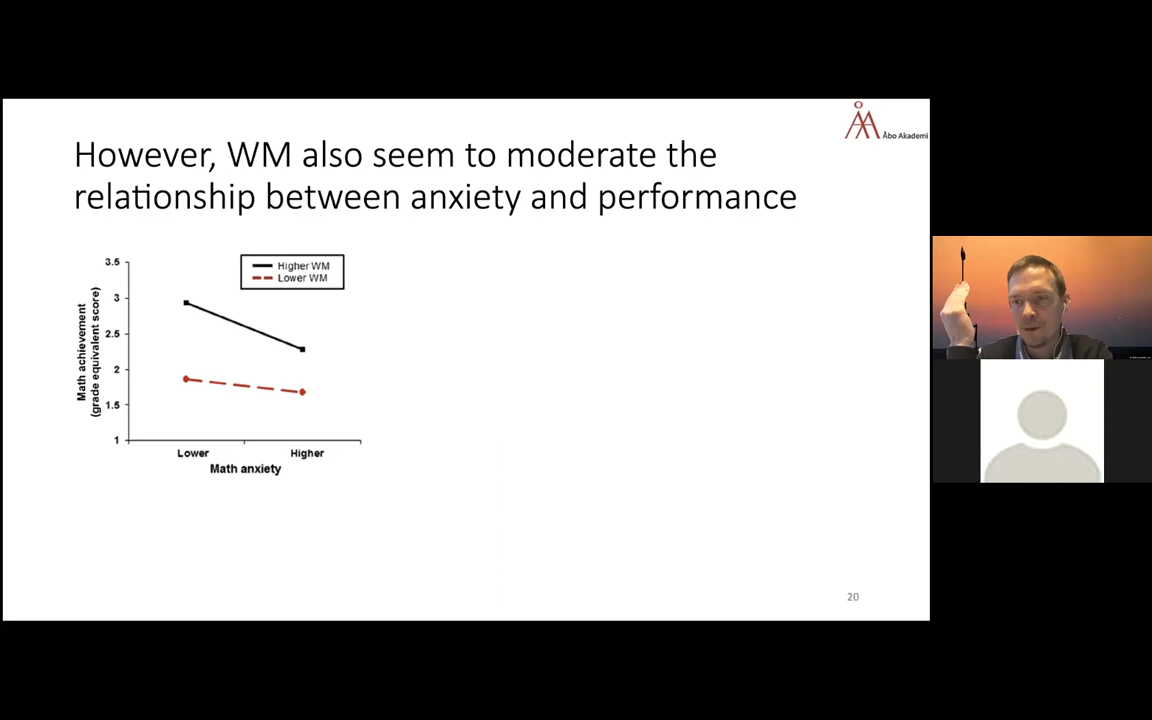 Åbo Akademi
However, WM also seem to moderate the
relationship between anxiety and performance
Higher WM
Lower WM
3.5
3
2.5
2
1.5
1
Math achievement
(grade equivalent score)
Lower
Higher
Math anxiety
20